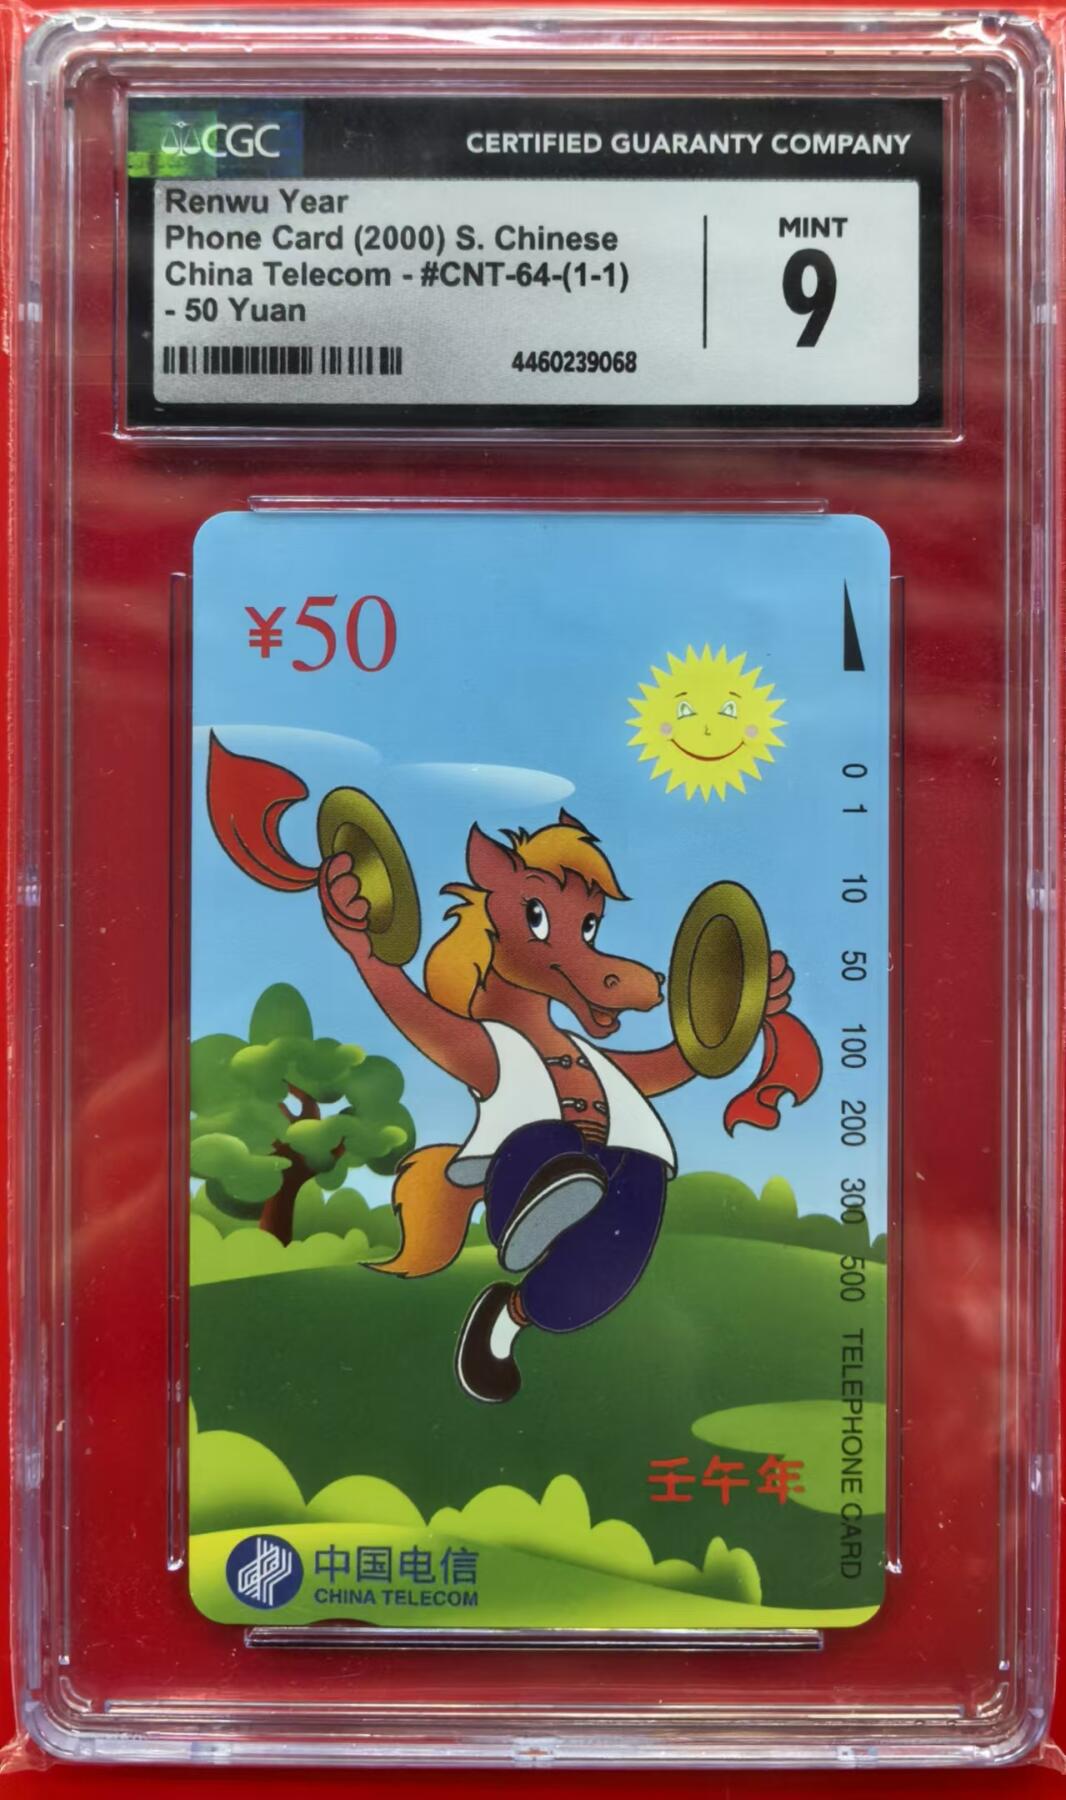 CGC
CERTIFIED GUARANTY COMPANY
Renwu Year
Phone Card (2000) S. Chinese
China Telecom - #CNT-64-(1-1)
- 50 Yuan
4460239068
MINT
9
¥50
0 1 10 50 100 200 300 500 TELEPHONE CARD
壬午年
中国电信
CHINA TELECOM